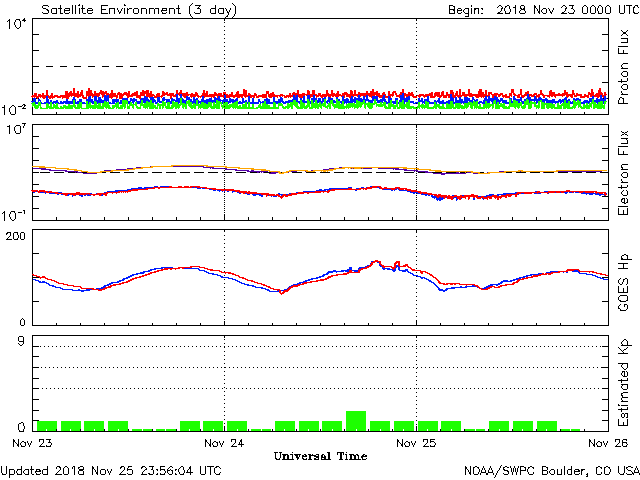 Satellite Environment (3 day)
Begin: 2018 Nov 23 0000 UTC
10^4
10^-2
Proton Flux
10^7
10^-1
Electron Flux
200
0
GOES Hp
9
0
Estimated Kp
Nov 23 Nov 24 Nov 25 Nov 26
Universal Time
Updated 2018 Nov 25 23:56:04 UTC
NOAA/SWPC Boulder, CO USA